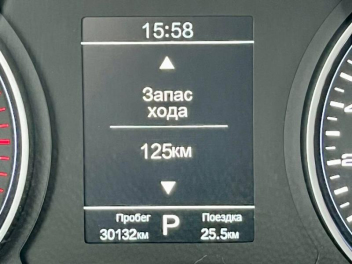 15:58
Запас
хода
125км
Пробег P Поездка
30132км 25.5км